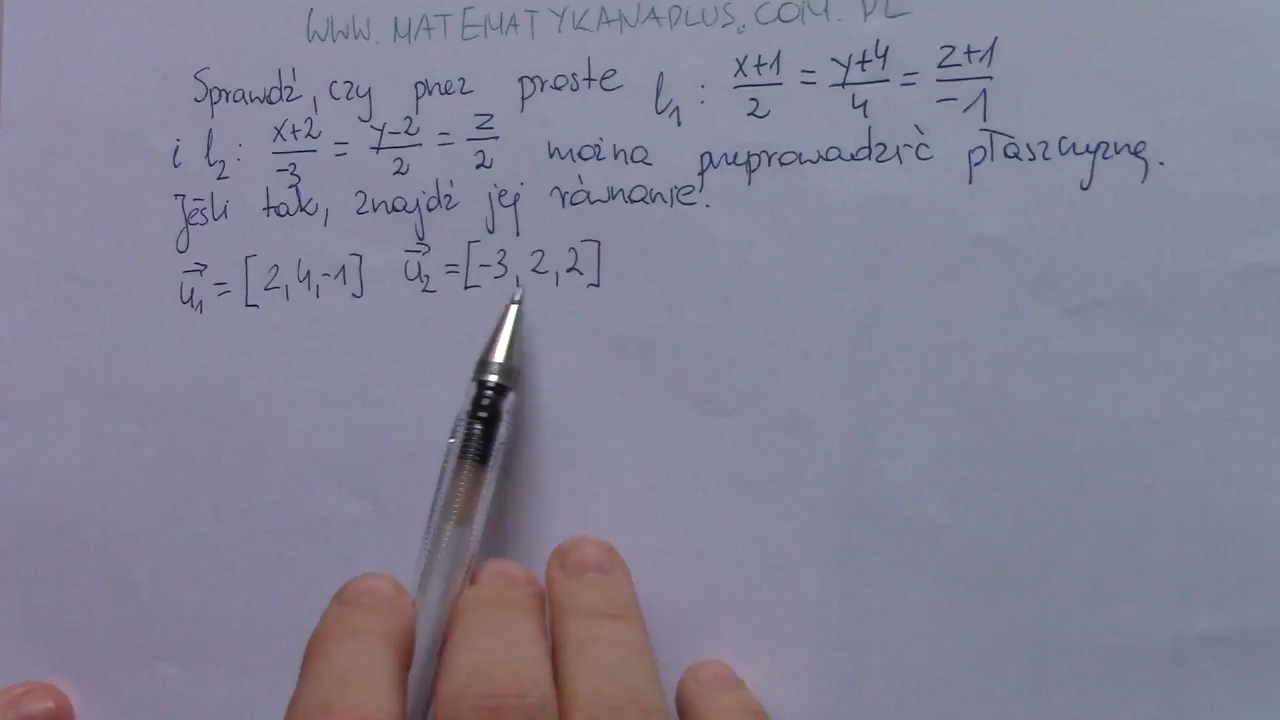 WWW.MATEMATYKANAPLUS.COM.PL
Sprawdź, czy przez proste l₁: (x+1)/2 = (y+4)/4 = (z+1)/-1
i l₂: (x+2)/-3 = (y-2)/2 = z/2 można przeprowadzić płaszczyznę.
Jeśli tak, znajdź jej równanie.
u₁⃗ = [2,4,-1] u₂⃗ = [-3,2,2]